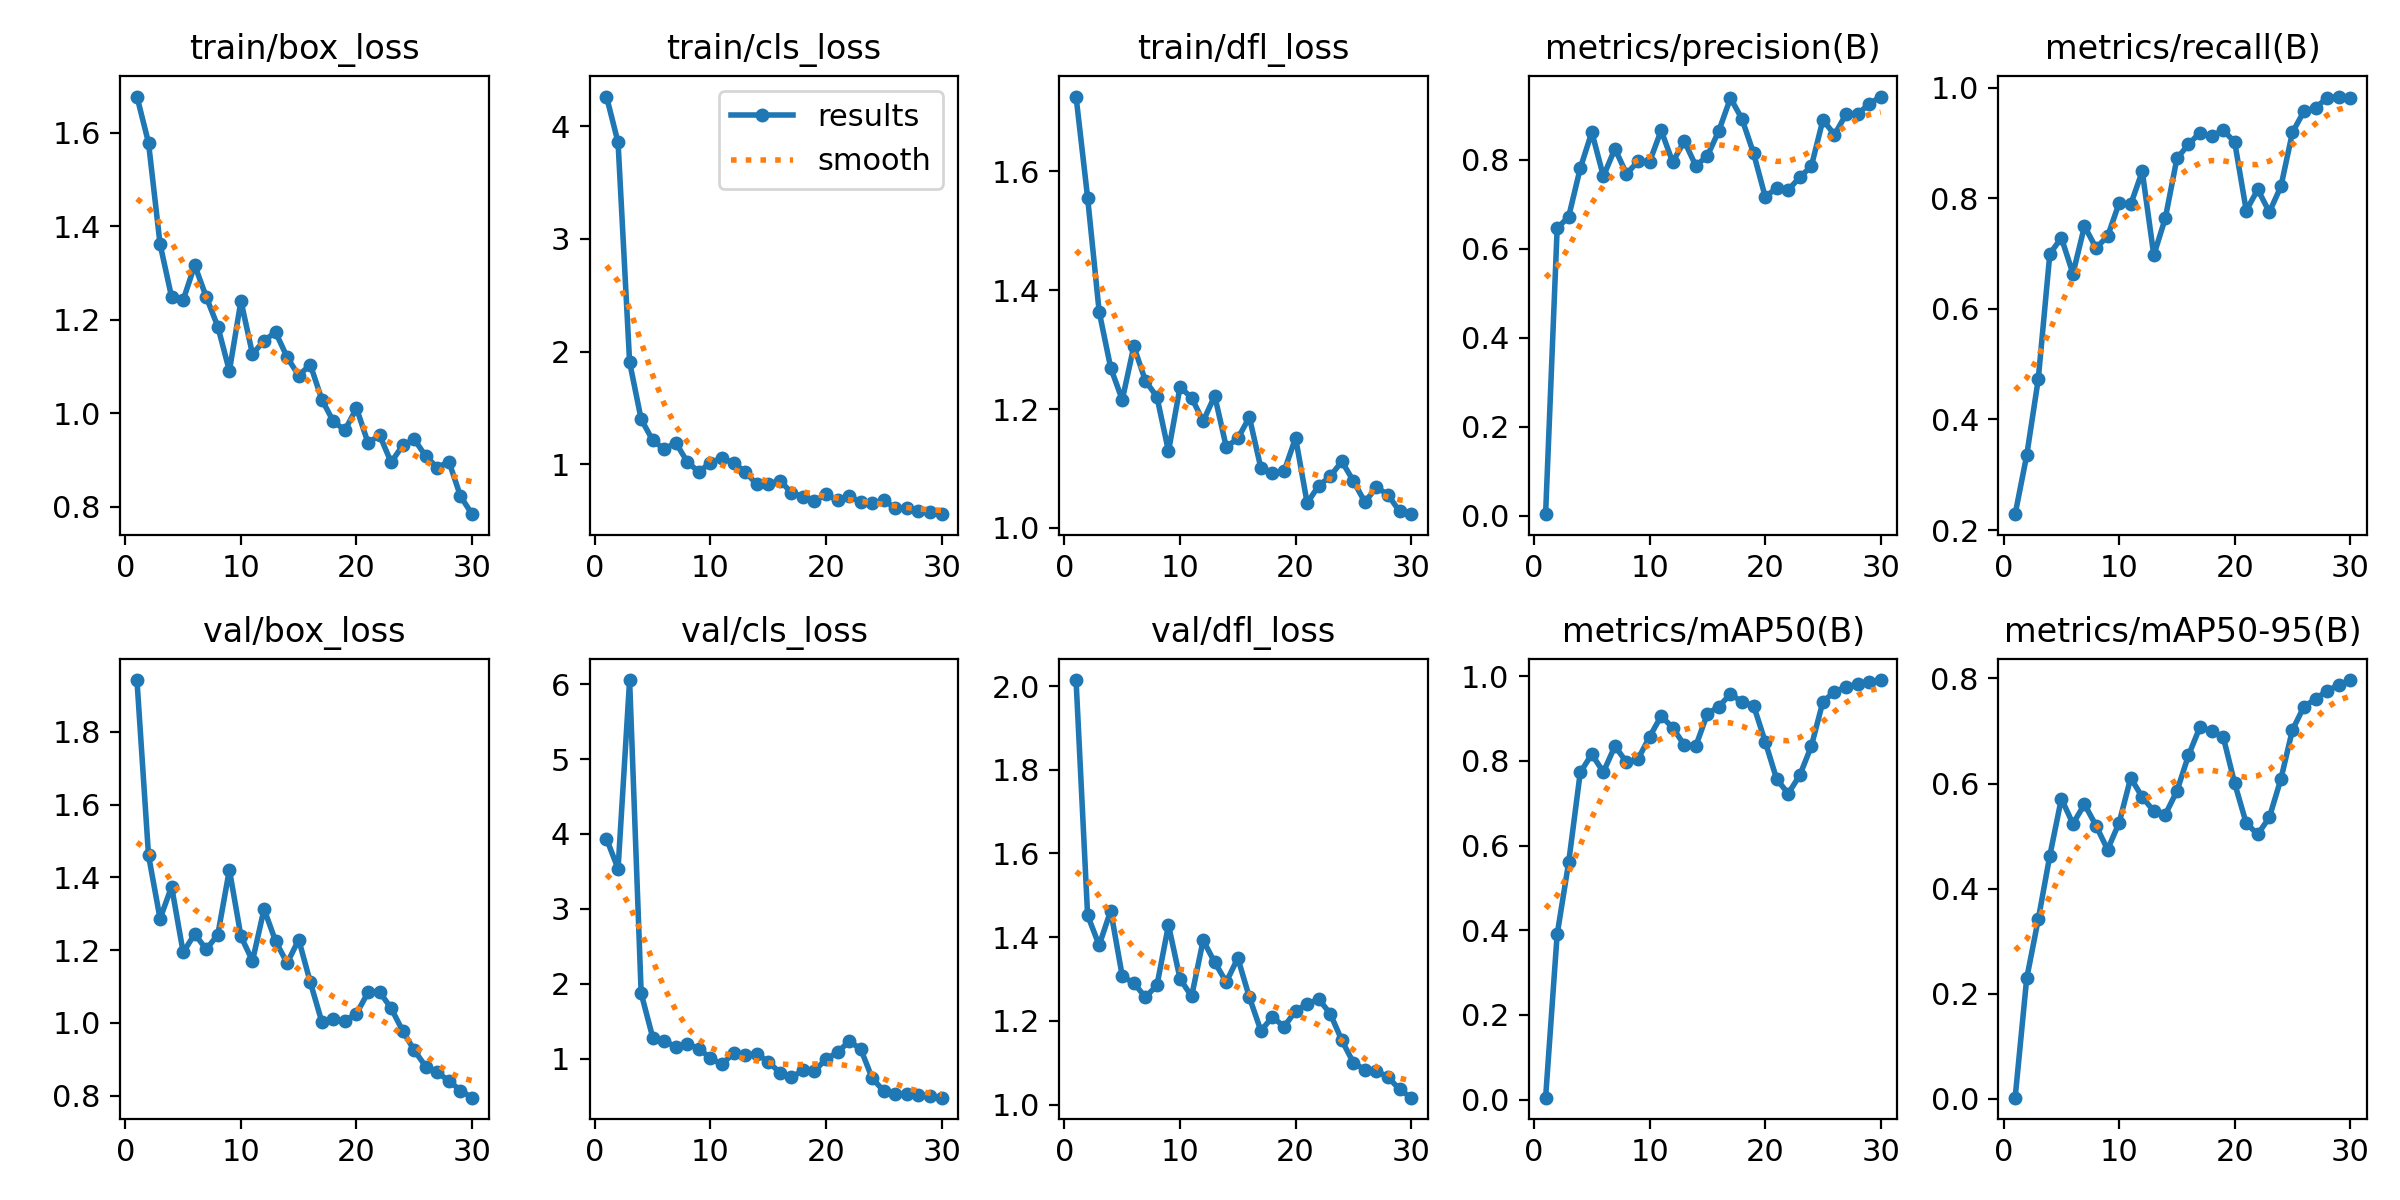 train/box_loss
train/cls_loss
train/dfl_loss
metrics/precision(B)
metrics/recall(B)
results
smooth
1.6
1.4
1.2
1.0
0.8
0 10 20 30
4
3
2
1
0 10 20 30
1.6
1.4
1.2
1.0
0 10 20 30
0.8
0.6
0.4
0.2
0.0
0 10 20 30
1.0
0.8
0.6
0.4
0.2
0 10 20 30
val/box_loss
val/cls_loss
val/dfl_loss
metrics/mAP50(B)
metrics/mAP50-95(B)
1.8
1.6
1.4
1.2
1.0
0.8
0 10 20 30
6
5
4
3
2
1
0 10 20 30
2.0
1.8
1.6
1.4
1.2
1.0
0 10 20 30
1.0
0.8
0.6
0.4
0.2
0.0
0 10 20 30
0.8
0.6
0.4
0.2
0.0
0 10 20 30